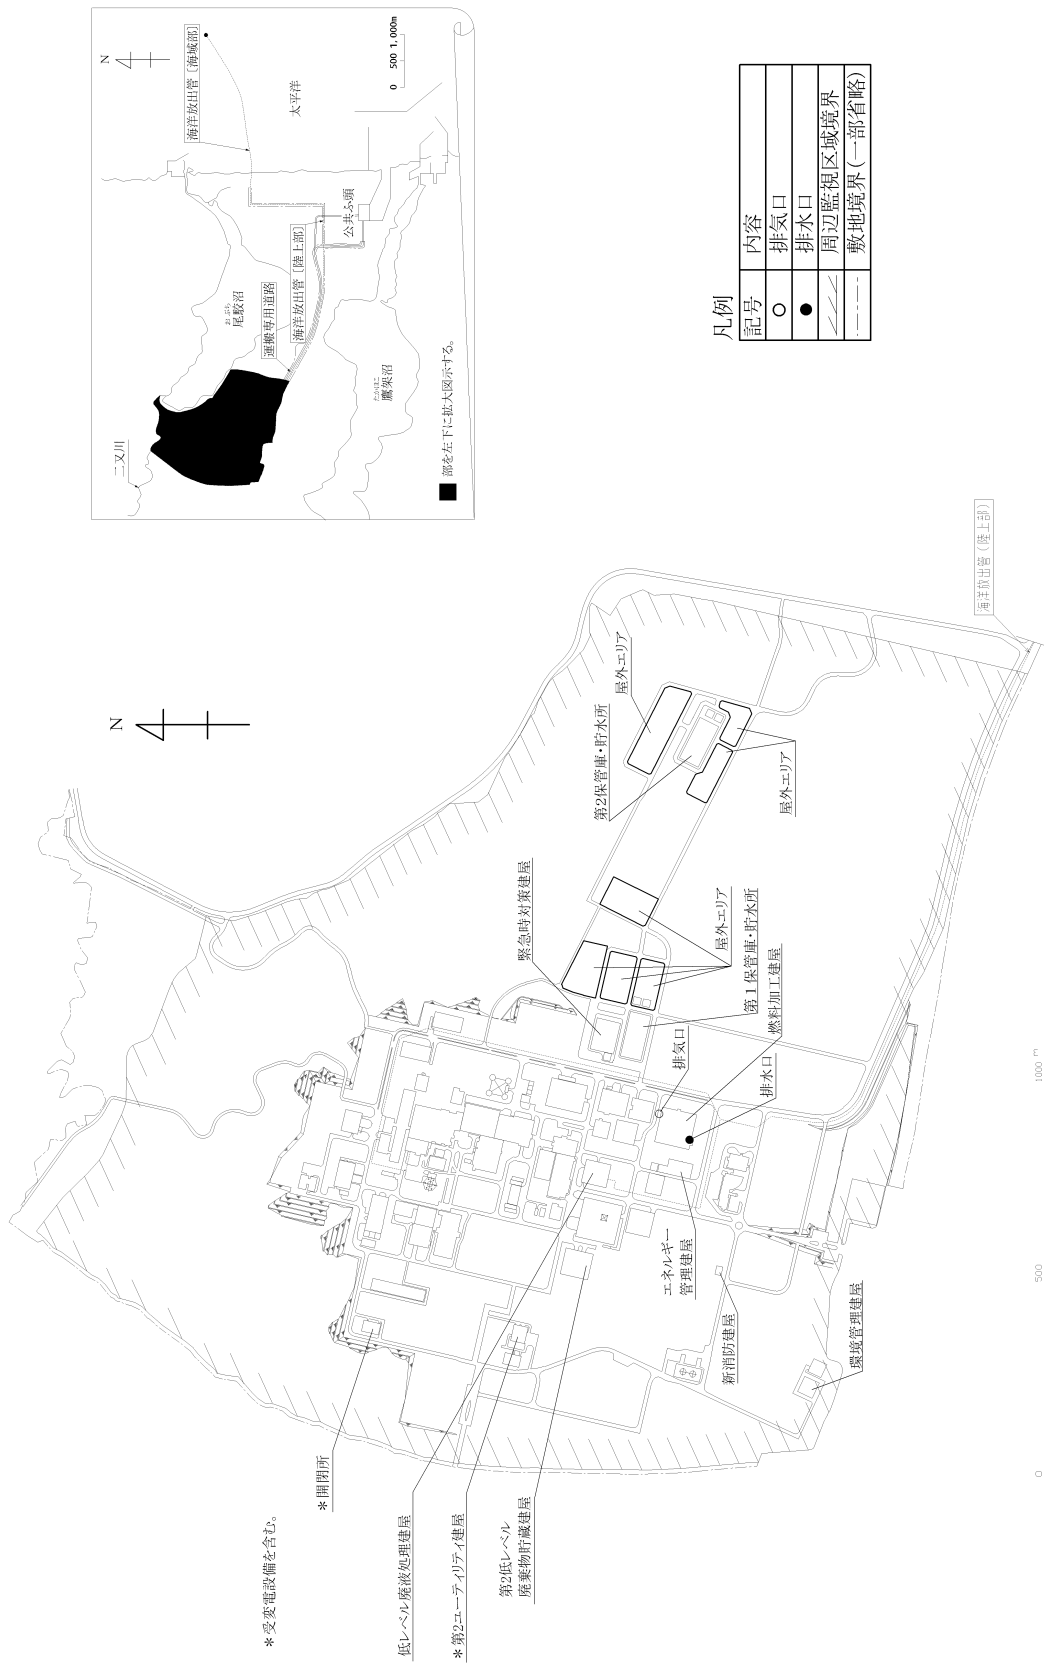 N
二又川
おぶち
尾駮沼
運搬専用道路
海洋放出管〔陸上部〕
海洋放出管〔海域部〕
太平洋
公共ふ頭
たかほこ
鷹架沼
0 500 1,000m
部を左下に拡大図示する。
凡例
記号 内容
排気口
排水口
周辺監視区域境界
敷地境界(一部省略)
N
*受変電設備を含む。
*開閉所
低レベル廃液処理建屋
*第2ユーティリティ建屋
第2低レベル
廃棄物貯蔵建屋
緊急時対策建屋
第2保管庫・貯水所
屋外エリア
屋外エリア
屋外エリア
第1保管庫・貯水所
燃料加工建屋
排気口
排水口
エネルギー
管理建屋
新消防建屋
環境管理建屋
海洋放出管(陸上部)
0 500 1000 m